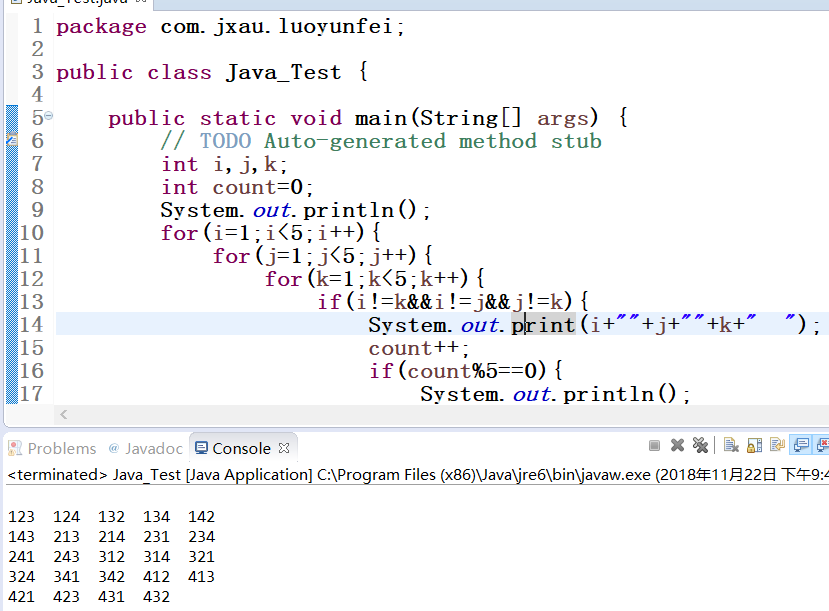 Java_Test.java
1 package com.jxau.luoyunfei;
2
3 public class Java_Test {
4
5 public static void main(String[] args) {
6 // TODO Auto-generated method stub
7 int i,j,k;
8 int count=0;
9 System.out.println();
10 for(i=1;i<5;i++){
11 for(j=1;j<5;j++){
12 for(k=1;k<5;k++){
13 if(i!=k&&i!=j&&j!=k){
14 System.out.print(i+""+j+""+k+"  ");
15 count++;
16 if(count%5==0){
17 System.out.println();
Problems @ Javadoc Console
<terminated> Java_Test [Java Application] C:\Program Files (x86)\Java\jre6\bin\javaw.exe (2018年11月22日 下午9:4
123 124 132 134 142
143 213 214 231 234
241 243 312 314 321
324 341 342 412 413
421 423 431 432